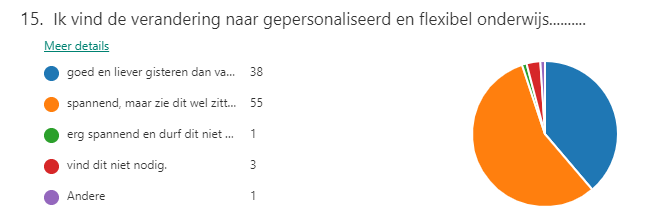 15. Ik vind de verandering naar gepersonaliseerd en flexibel onderwijs..........
Meer details
goed en liever gisteren dan va... 38
spannend, maar zie dit wel zitt... 55
erg spannend en durf dit niet ... 1
vind dit niet nodig. 3
Andere 1